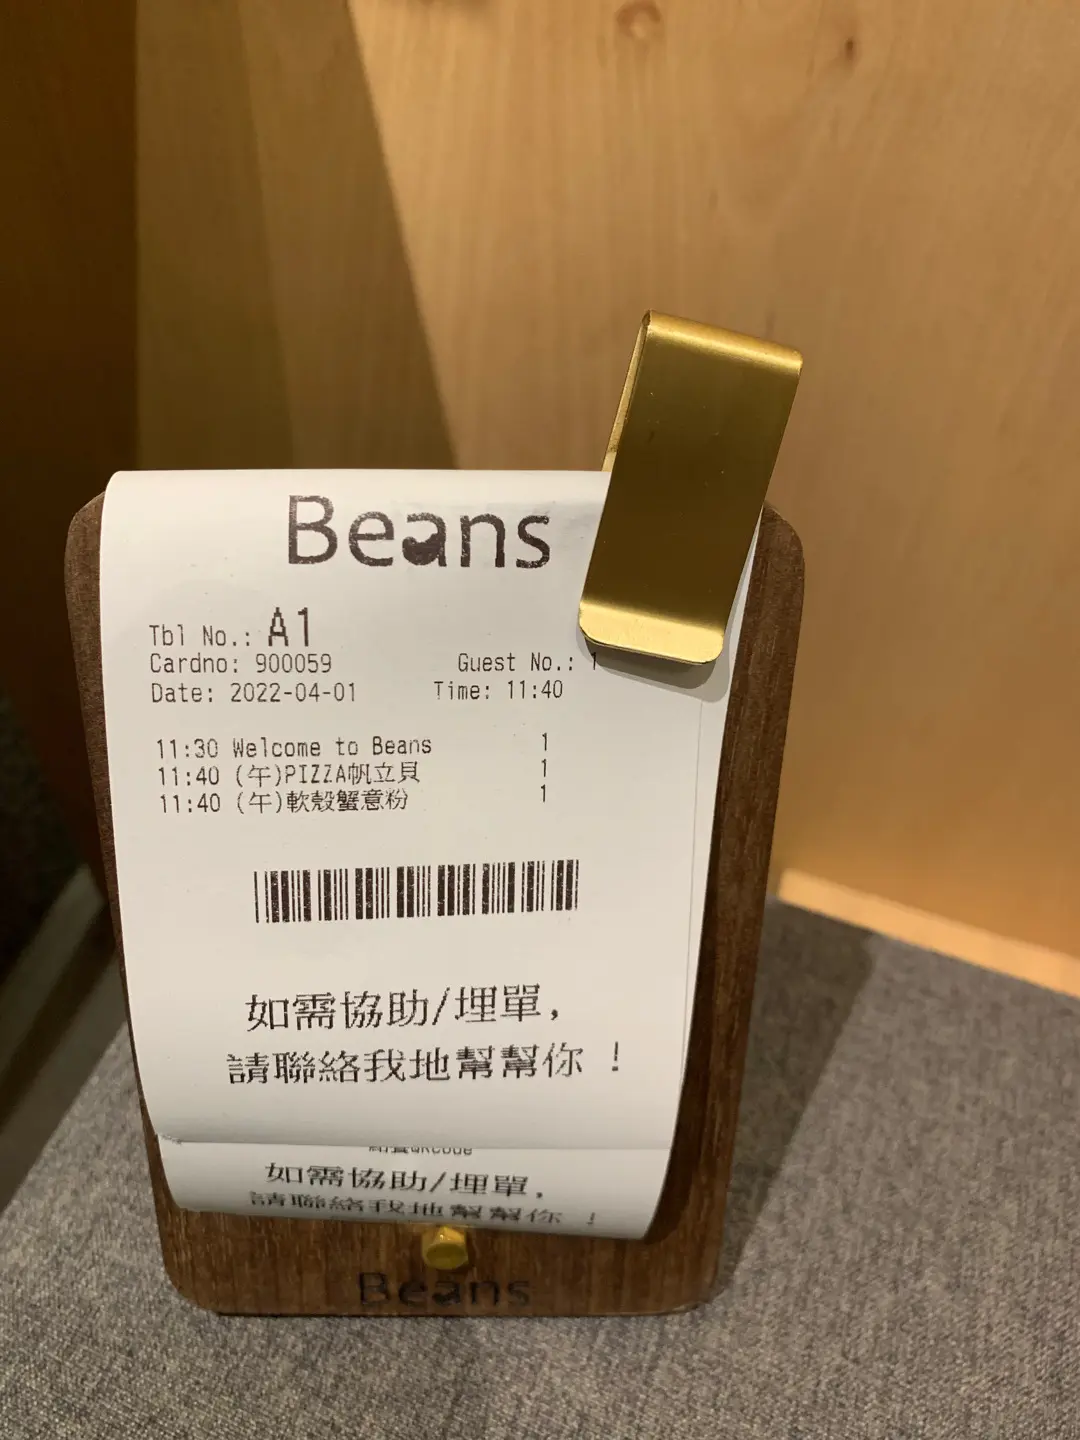 Beans
Tbl No.: A1
Cardno: 900059 Guest No.: 1
Date: 2022-04-01 Time: 11:40
11:30 Welcome to Beans 1
11:40 (午)PIZZA帆立貝 1
11:40 (午)軟殼蟹意粉 1
如需協助/埋單,
請聯絡我地幫幫你 !
如需協助/埋單,
請聯絡我地幫幫你 !
Beans